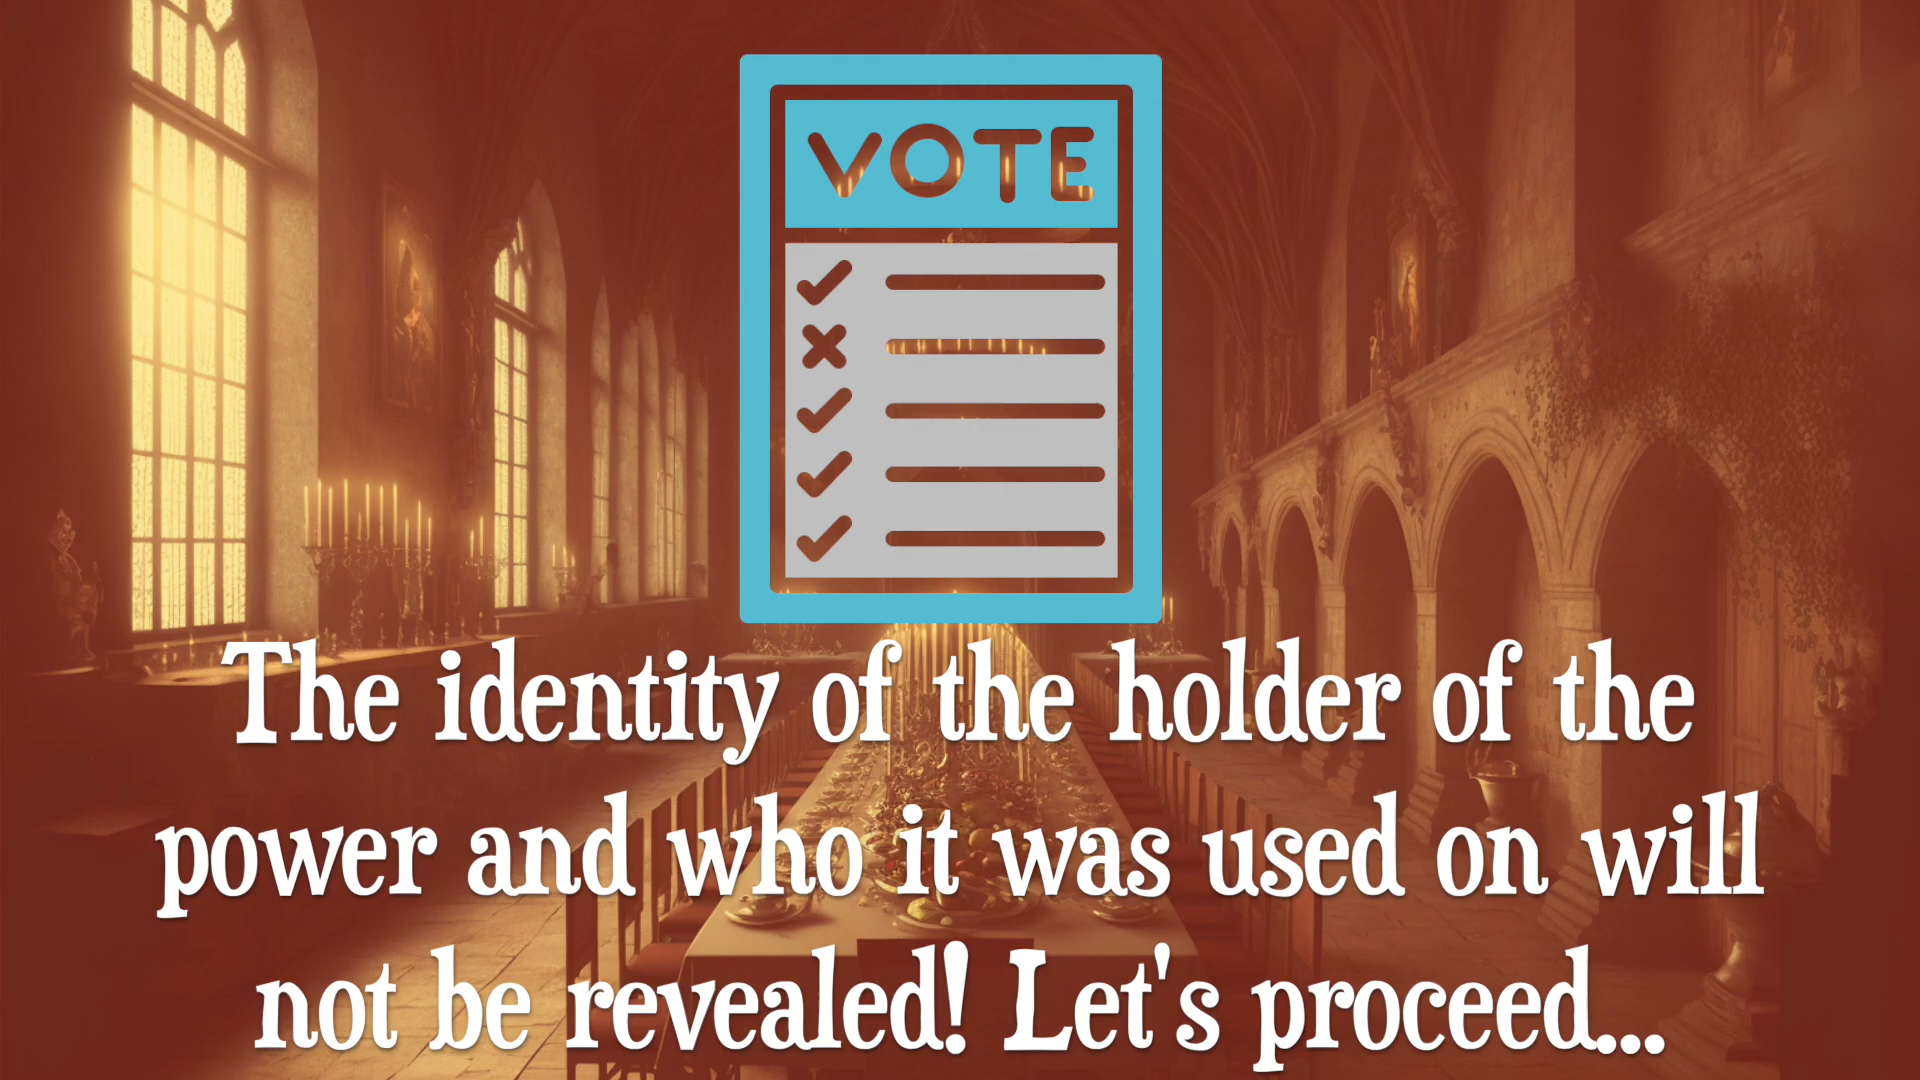 VOTE
The identity of the holder of the
power and who it was used on will
not be revealed! Let's proceed...